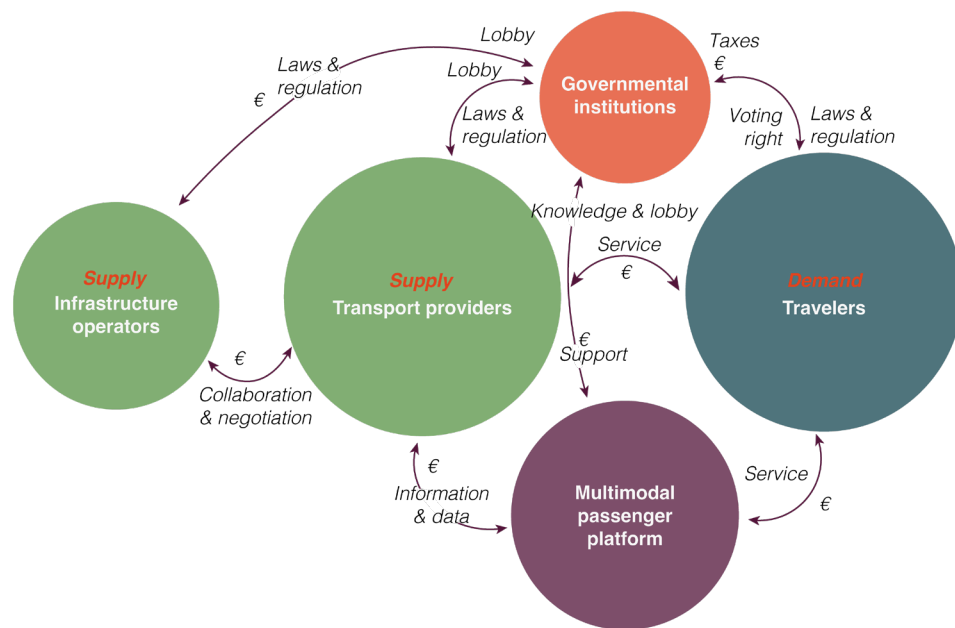 Lobby
Taxes
€
Laws &
regulation
€
Lobby
Governmental
institutions
Laws &
regulation
Voting
right
Laws &
regulation
Knowledge & lobby
Service
€
Supply
Infrastructure
operators
Supply
Transport providers
Demand
Travelers
€
Support
€
Collaboration
& negotiation
€
Information
& data
Multimodal
passenger
platform
Service
€